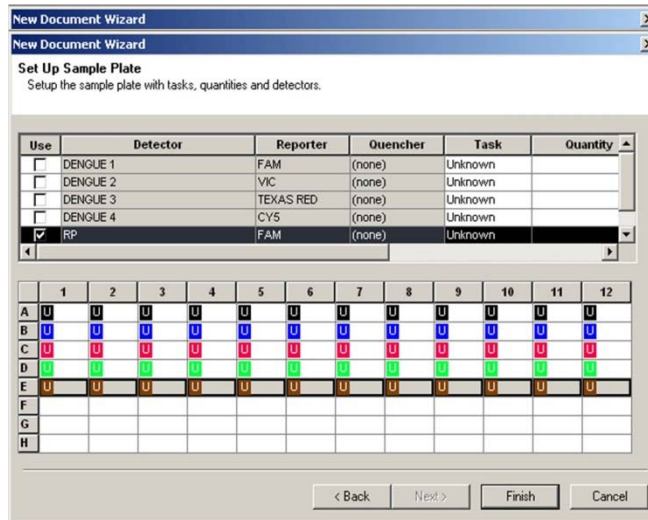 New Document Wizard
New Document Wizard
Set Up Sample Plate
Setup the sample plate with tasks, quantities and detectors.
Use Detector Reporter Quencher Task Quantity
DENGUE 1 FAM (none) Unknown
DENGUE 2 VIC (none) Unknown
DENGUE 3 TEXAS RED (none) Unknown
DENGUE 4 CY5 (none) Unknown
RP FAM (none) Unknown
1 2 3 4 5 6 7 8 9 10 11 12
A U U U U U U U U U U U U
B U U U U U U U U U U U U
C U U U U U U U U U U U U
D U U U U U U U U U U U U
E U U U U U U U U U U U U
F
G
H
< Back Next > Finish Cancel